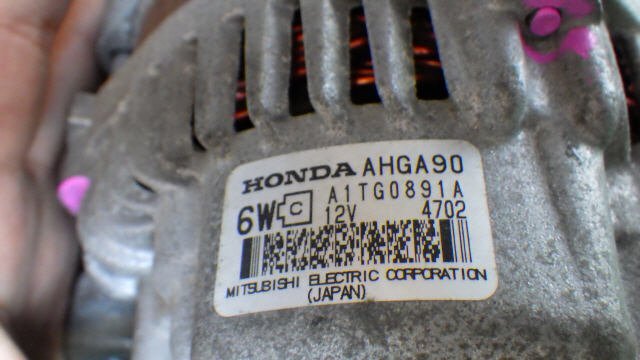 HONDA AHGA90
A1TG0891A
6W C 12V 4702
MITSUBISHI ELECTRIC CORPORATION
(JAPAN)